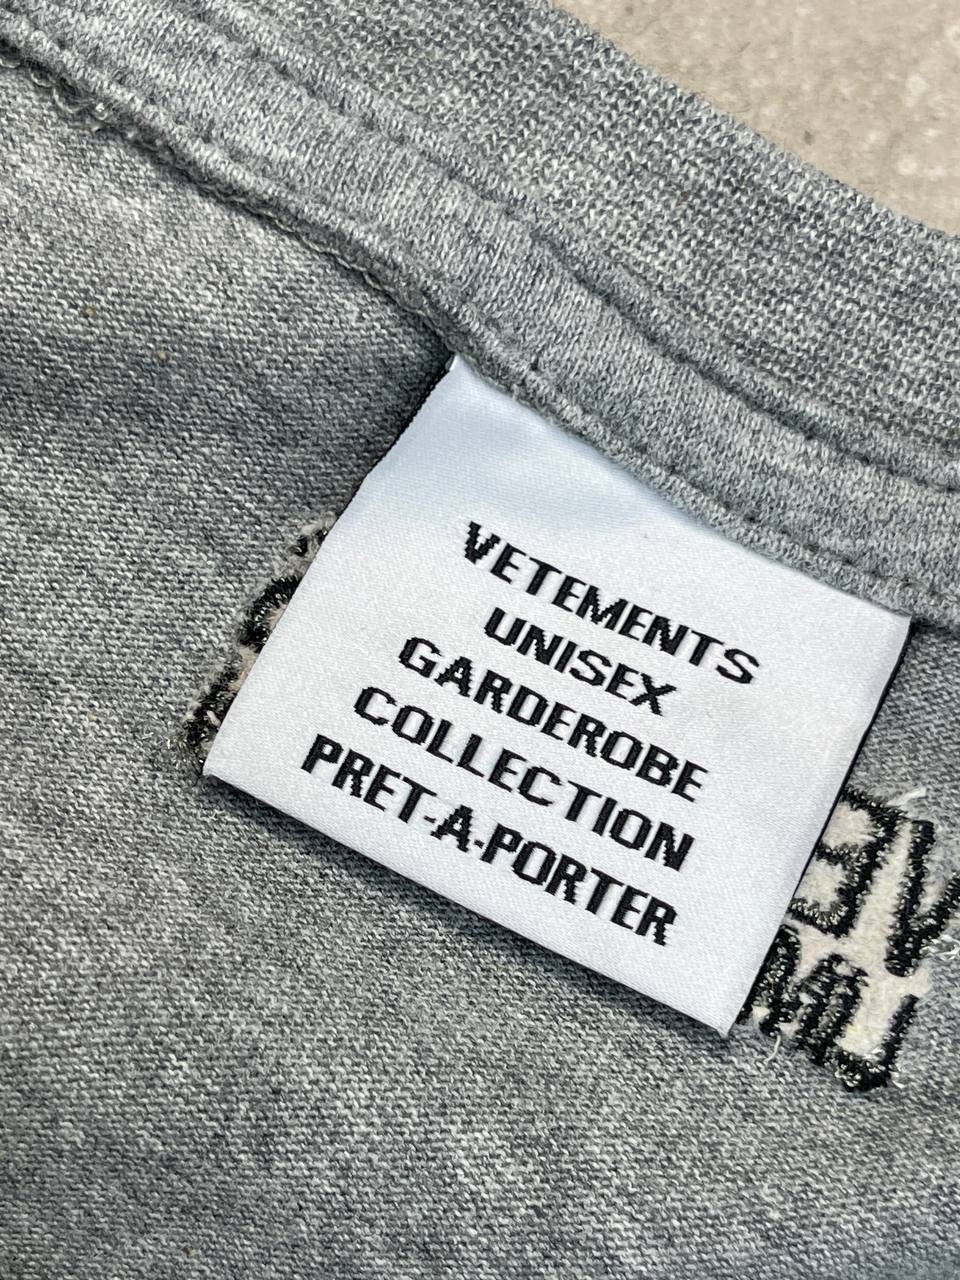 VETEMENTS
UNISEX
GARDEROBE
COLLECTION
PRET-A-PORTER